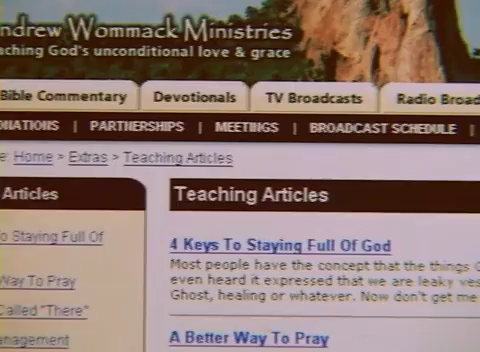 ndrew Wommack Ministries
aching God's unconditional love & grace
Bible Commentary Devotionals TV Broadcasts Radio Broad
ONATIONS | PARTNERSHIPS | MEETINGS | BROADCAST SCHEDULE |
e: Home > Extras > Teaching Articles
Articles
Teaching Articles
o Staying Full Of
Way To Pray
Called "There"
anagement
4 Keys To Staying Full Of God
Most people have the concept that the things G
even heard it expressed that we are leaky ves
Ghost, healing or whatever. Now don't get me
A Better Way To Pray